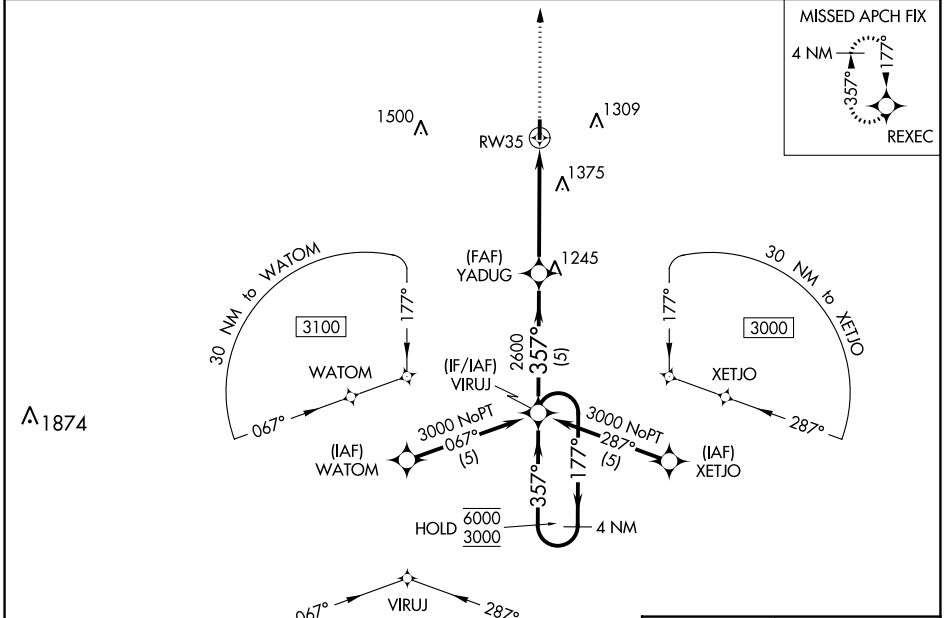 MISSED APCH FIX
4 NM
357°
177°
REXEC
1500
1309
RW35
1375
(FAF)
YADUG
1245
30 NM to WATOM
177°
3100
WATOM
067°
30 NM to XETJO
177°
3000
XETJO
287°
2600
357°
(5)
(IF/IAF)
VIRUJ
1874
3000 NoPT
067°
(5)
(IAF)
WATOM
3000 NoPT
287°
(5)
(IAF)
XETJO
357°
177°
HOLD
6000
3000
4 NM
VIRUJ
067°
287°